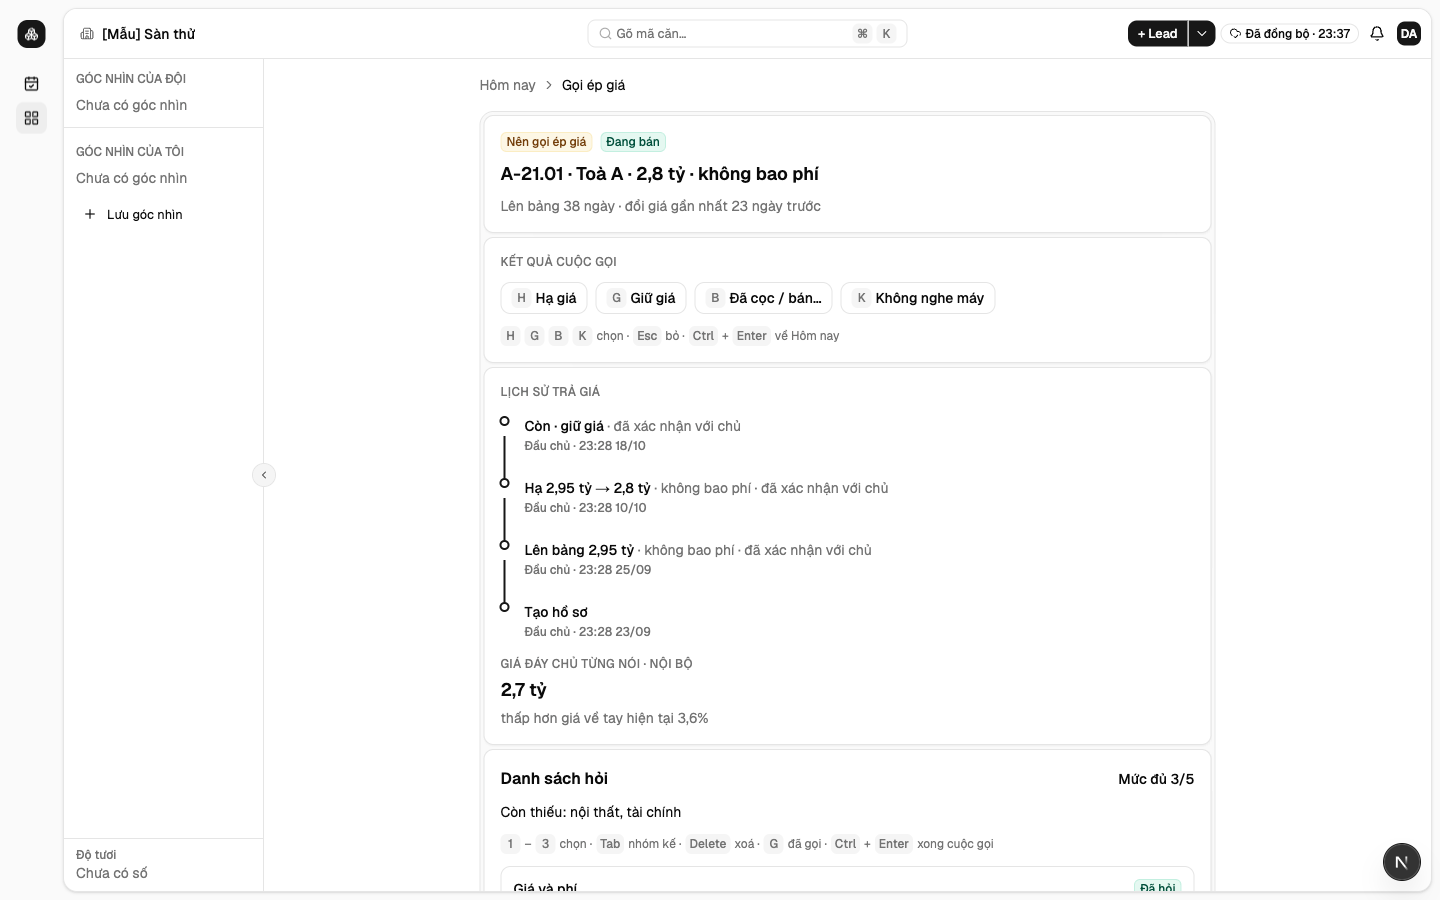 [Mẫu] Sàn thử
Gõ mã căn...
⌘ K
+ Lead
Đã đồng bộ · 23:37
DA
GÓC NHÌN CỦA ĐỘI
Chưa có góc nhìn
GÓC NHÌN CỦA TÔI
Chưa có góc nhìn
+ Lưu góc nhìn
Độ tươi
Chưa có số
Hôm nay > Gọi ép giá
Nên gọi ép giá Đang bán
A-21.01 · Toà A · 2,8 tỷ · không bao phí
Lên bảng 38 ngày · đổi giá gần nhất 23 ngày trước
KẾT QUẢ CUỘC GỌI
H Hạ giá G Giữ giá B Đã cọc / bán... K Không nghe máy
H G B K chọn · Esc bỏ · Ctrl + Enter về Hôm nay
LỊCH SỬ TRẢ GIÁ
Còn · giữ giá · đã xác nhận với chủ
Đấu chủ · 23:28 18/10
Hạ 2,95 tỷ → 2,8 tỷ · không bao phí · đã xác nhận với chủ
Đấu chủ · 23:28 10/10
Lên bảng 2,95 tỷ · không bao phí · đã xác nhận với chủ
Đấu chủ · 23:28 25/09
Tạo hồ sơ
Đấu chủ · 23:28 23/09
GIÁ ĐÁY CHỦ TỪNG NÓI · NỘI BỘ
2,7 tỷ
thấp hơn giá về tay hiện tại 3,6%
Danh sách hỏi
Mức đủ 3/5
Còn thiếu: nội thất, tài chính
1 – 3 chọn · Tab nhóm kế · Delete xoá · G đã gọi · Ctrl + Enter xong cuộc gọi
Giá và phí
Đã hỏi
N